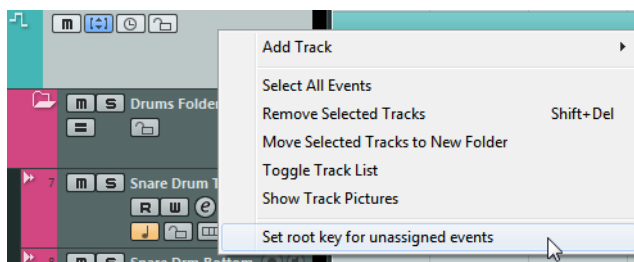 m
Add Track
Select All Events
m S Drums Folder
Remove Selected Tracks Shift+Del
Move Selected Tracks to New Folder
Toggle Track List
7 m S Snare Drum T
Show Track Pictures
R W e
Set root key for unassigned events
8 m S Snare Drm Bottom